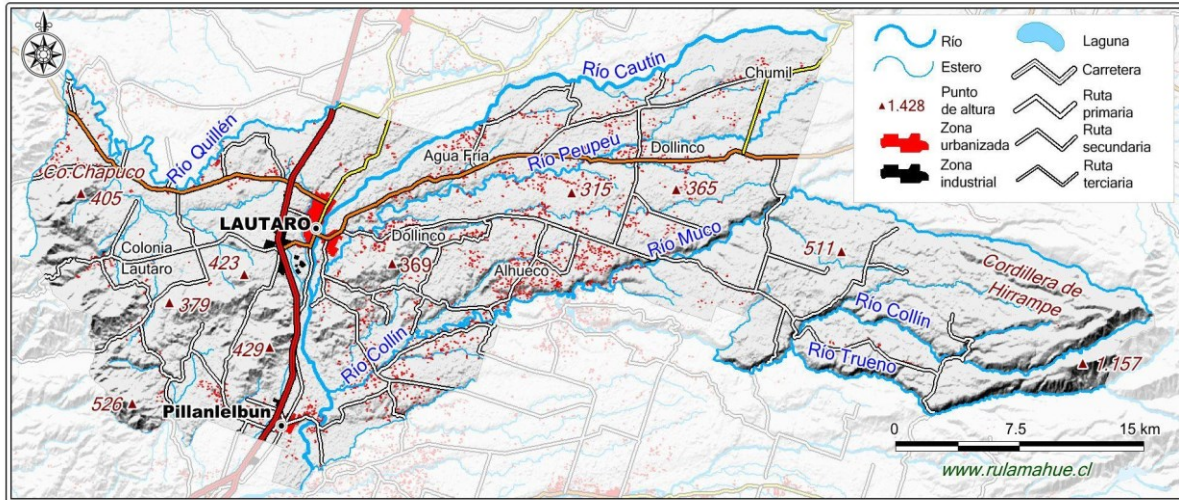 Río Cautín
Chumil
Río Quillén
Agua Fria
Río Peupeu
Dollinco
Co. Chapuco
405
315
365
LAUTARO
Dollinco
Río Muco
Colonia
Lautaro
423
369
Alhueco
511
Cordillera de
Hirrampe
379
Río Collín
429
Río Collín
Río Trueno
1.157
526
Pillanlelbun
Río
Estero
1.428
Punto
de altura
Zona
urbanizada
Zona
industrial
Laguna
Carretera
Ruta
primaria
Ruta
secundaria
Ruta
terciaria
0 7.5 15 km
www.rulamahue.cl